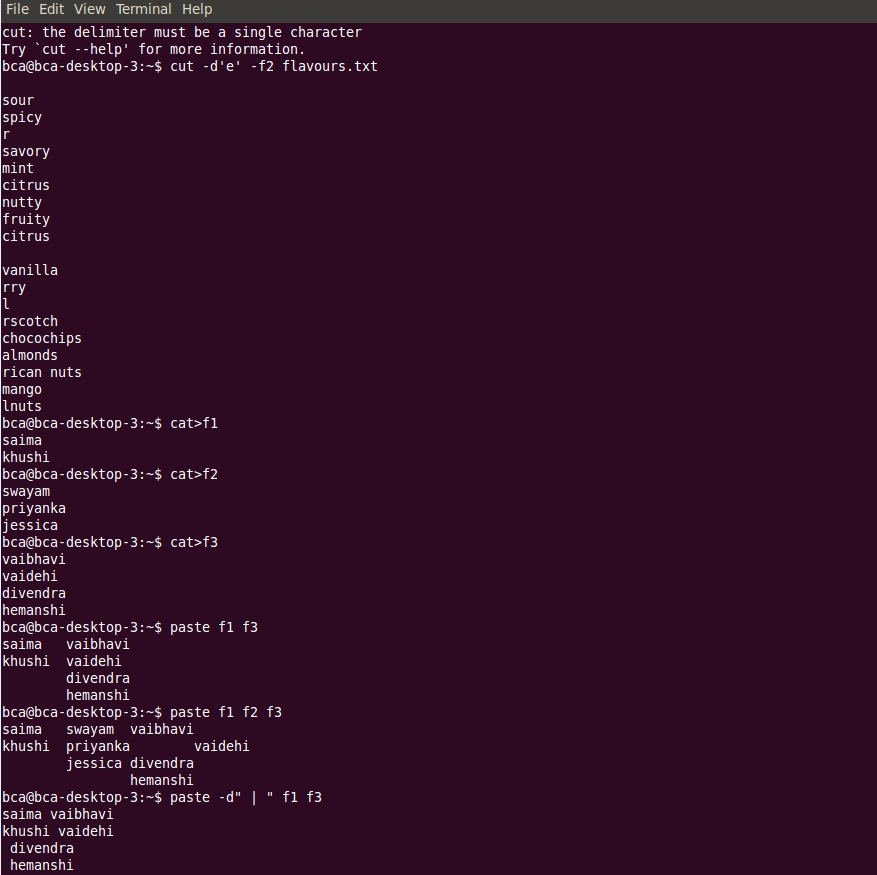 File Edit View Terminal Help
cut: the delimiter must be a single character
Try `cut --help' for more information.
bca@bca-desktop-3:~$ cut -d'e' -f2 flavours.txt

sour
spicy
r
savory
mint
citrus
nutty
fruity
citrus

vanilla
rry
l
rscotch
chocochips
almonds
rican nuts
mango
lnuts
bca@bca-desktop-3:~$ cat>f1
saima
khushi
bca@bca-desktop-3:~$ cat>f2
swayam
priyanka
jessica
bca@bca-desktop-3:~$ cat>f3
vaibhavi
vaidehi
divendra
hemanshi
bca@bca-desktop-3:~$ paste f1 f3
saima   vaibhavi
khushi  vaidehi
        divendra
        hemanshi
bca@bca-desktop-3:~$ paste f1 f2 f3
saima   swayam  vaibhavi
khushi  priyanka        vaidehi
        jessica divendra
                hemanshi
bca@bca-desktop-3:~$ paste -d" | " f1 f3
saima vaibhavi
khushi vaidehi
 divendra
 hemanshi